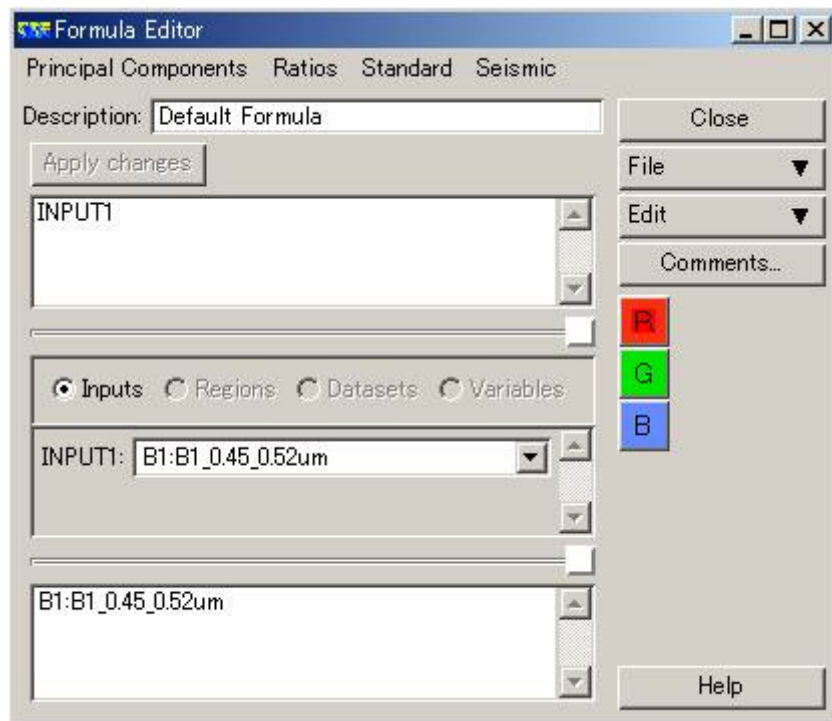 Formula Editor
Principal Components Ratios Standard Seismic
Description: Default Formula
Close
Apply changes
File
INPUT1
Edit
Comments...
R
G
B
Inputs Regions Datasets Variables
INPUT1: B1:B1_0.45_0.52um
B1:B1_0.45_0.52um
Help